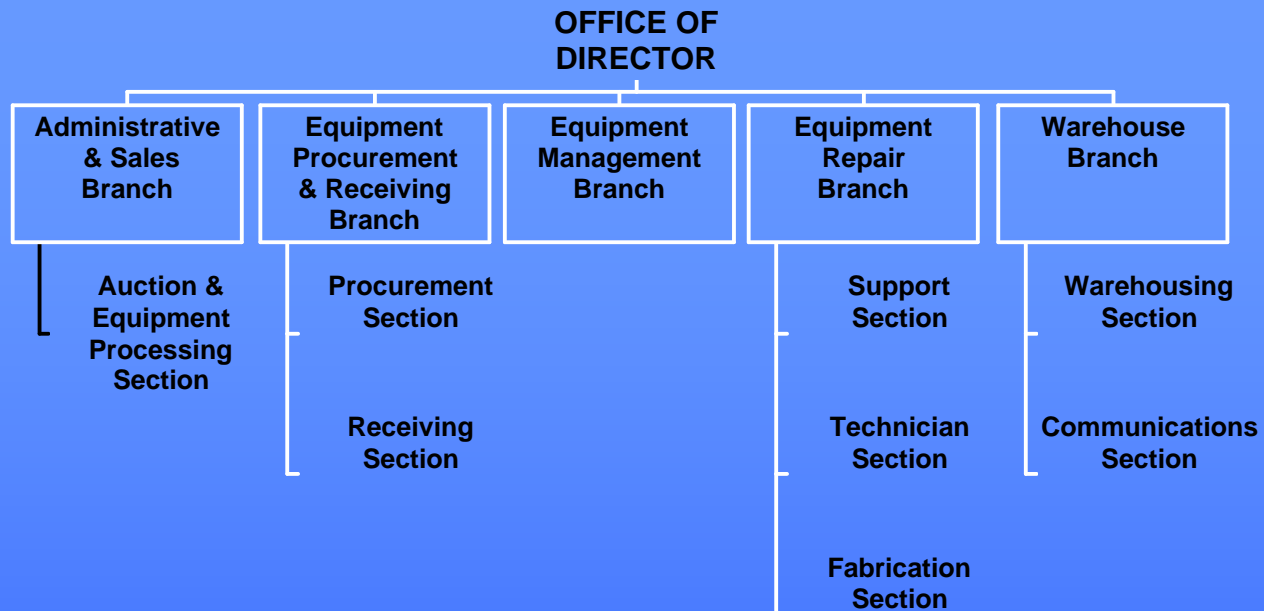 OFFICE OF
DIRECTOR
Administrative
& Sales
Branch
Equipment
Procurement
& Receiving
Branch
Equipment
Management
Branch
Equipment
Repair
Branch
Warehouse
Branch
Auction &
Equipment
Processing
Section
Procurement
Section
Receiving
Section
Support
Section
Technician
Section
Fabrication
Section
Warehousing
Section
Communications
Section